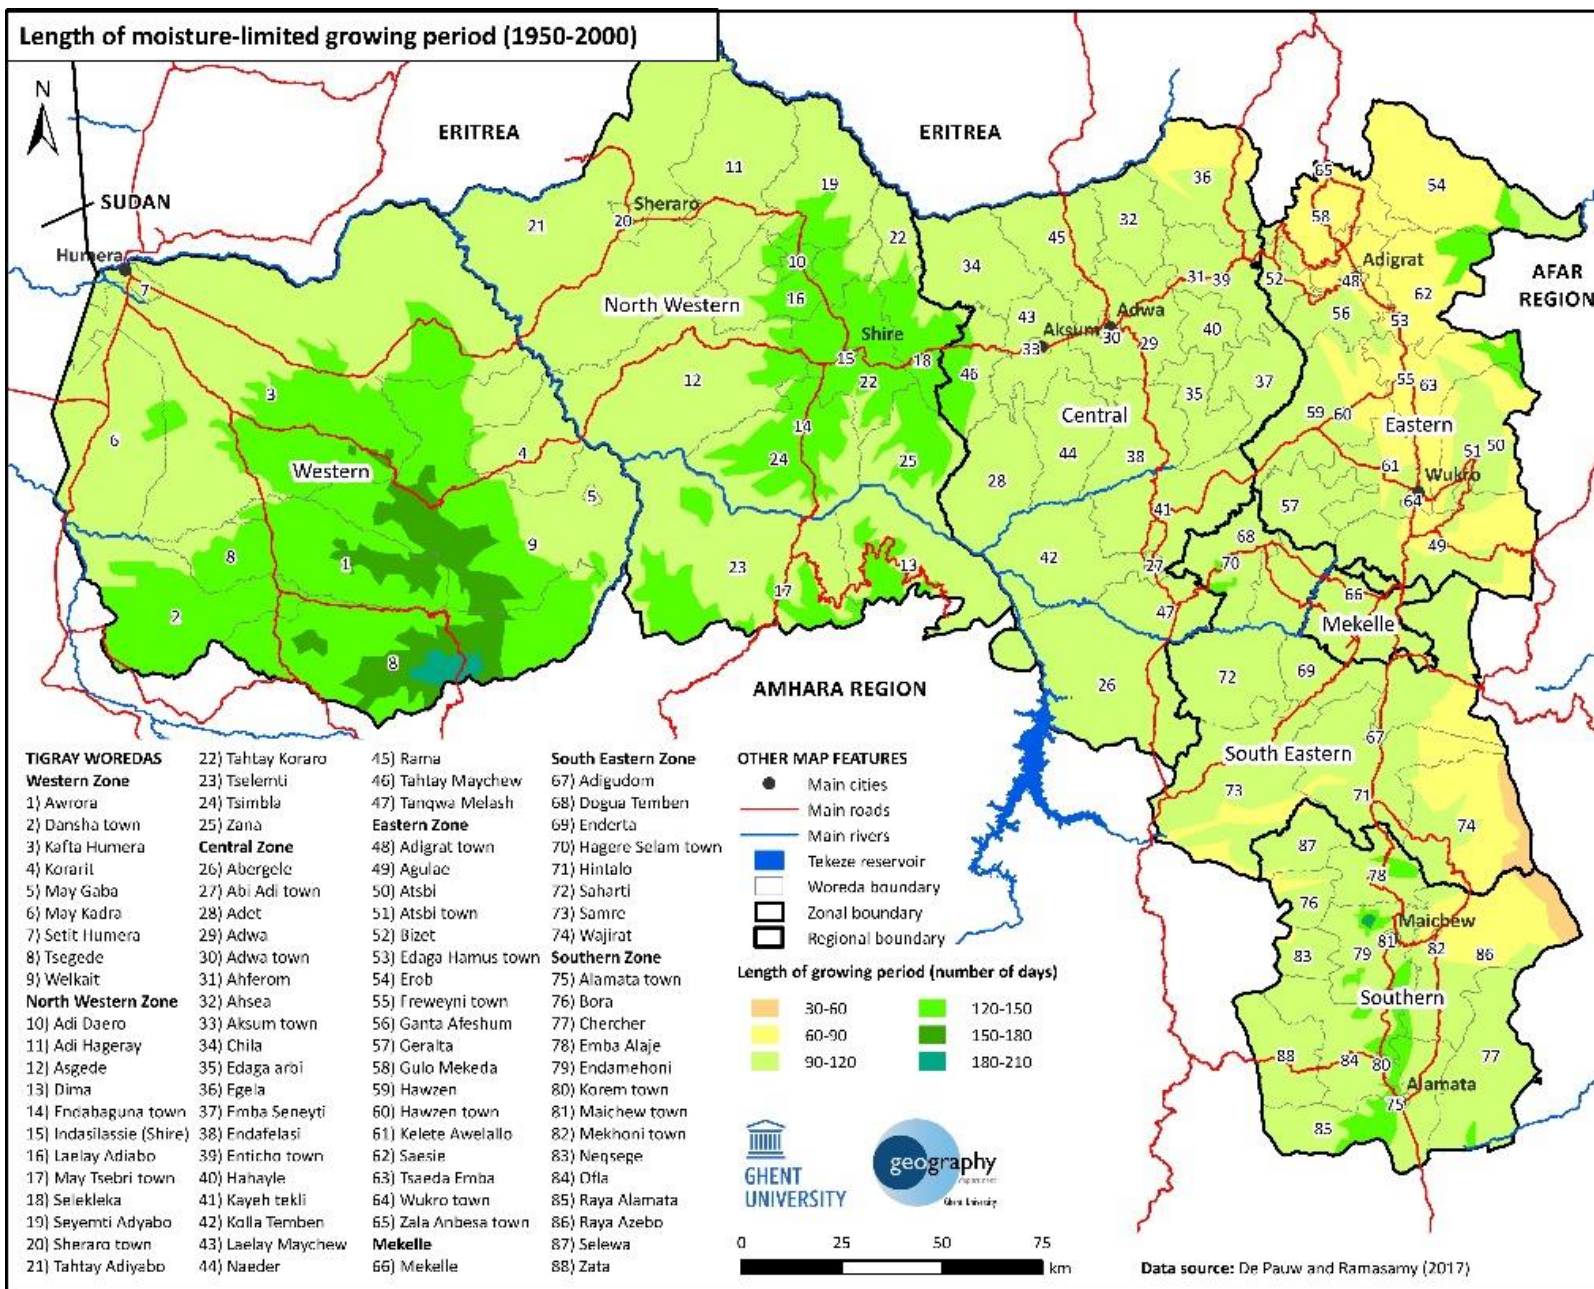 Length of moisture-limited growing period (1950-2000)
N
ERITREA
ERITREA
SUDAN
AFAR
REGION
AMHARA REGION
Humera
Sheraro
Shire
Aksum
Adwa
Adigrat
Wukro
Maichew
Alamata
Western
North Western
Central
Eastern
Mekelle
South Eastern
Southern
TIGRAY WOREDAS
Western Zone
1) Awrora
2) Dansha town
3) Kafta Humera
4) Korarit
5) May Gaba
6) May Kadra
7) Setit Humera
8) Tsegede
9) Welkait
North Western Zone
10) Adi Daero
11) Adi Hageray
12) Asgede
13) Dima
14) Endabaguna town
15) Indasilassie (Shire)
16) Laelay Adiabo
17) May Tsebri town
18) Selekleka
19) Seyemti Adyabo
20) Sheraro town
21) Tahtay Adiyabo
22) Tahtay Koraro
23) Tselemti
24) Tsimbla
25) Zana
Central Zone
26) Abergele
27) Abi Adi town
28) Adet
29) Adwa
30) Adwa town
31) Ahferom
32) Ahsea
33) Aksum town
34) Chila
35) Edaga arbi
36) Egela
37) Emba Seneyti
38) Endafelasi
39) Enticho town
40) Hahayle
41) Kayeh tekli
42) Kolla Temben
43) Laelay Maychew
44) Naeder
45) Rama
46) Tahtay Maychew
47) Tanqwa Melash
Eastern Zone
48) Adigrat town
49) Agulae
50) Atsbi
51) Atsbi town
52) Bizet
53) Edaga Hamus town
54) Erob
55) Freweyni town
56) Ganta Afeshum
57) Geralta
58) Gulo Mekeda
59) Hawzen
60) Hawzen town
61) Kelete Awelallo
62) Saesie
63) Tsaeda Emba
64) Wukro town
65) Zala Anbesa town
Mekelle
66) Mekelle
South Eastern Zone
67) Adigudom
68) Dogua Temben
69) Enderta
70) Hagere Selam town
71) Hintalo
72) Saharti
73) Samre
74) Wajirat
Southern Zone
75) Alamata town
76) Bora
77) Chercher
78) Emba Alaje
79) Endamehoni
80) Korem town
81) Maichew town
82) Mekhoni town
83) Neqsege
84) Ofla
85) Raya Alamata
86) Raya Azebo
87) Selewa
88) Zata
OTHER MAP FEATURES
Main cities
Main roads
Main rivers
Tekeze reservoir
Woreda boundary
Zonal boundary
Regional boundary
Length of growing period (number of days)
30-60
60-90
90-120
120-150
150-180
180-210
GHENT
UNIVERSITY
geography
Ghent University
0 25 50 75
km
Data source: De Pauw and Ramasamy (2017)